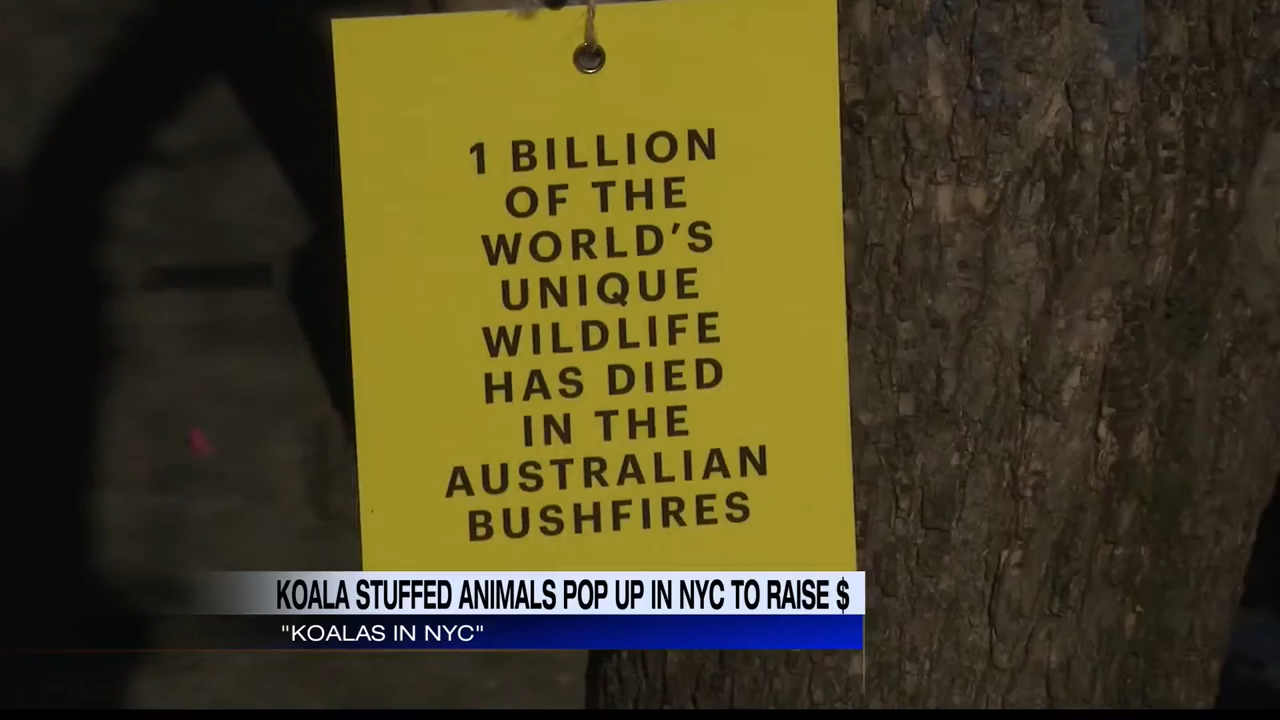 1 BILLION
OF THE
WORLD'S
UNIQUE
WILDLIFE
HAS DIED
IN THE
AUSTRALIAN
BUSHFIRES
KOALA STUFFED ANIMALS POP UP IN NYC TO RAISE $
"KOALAS IN NYC"